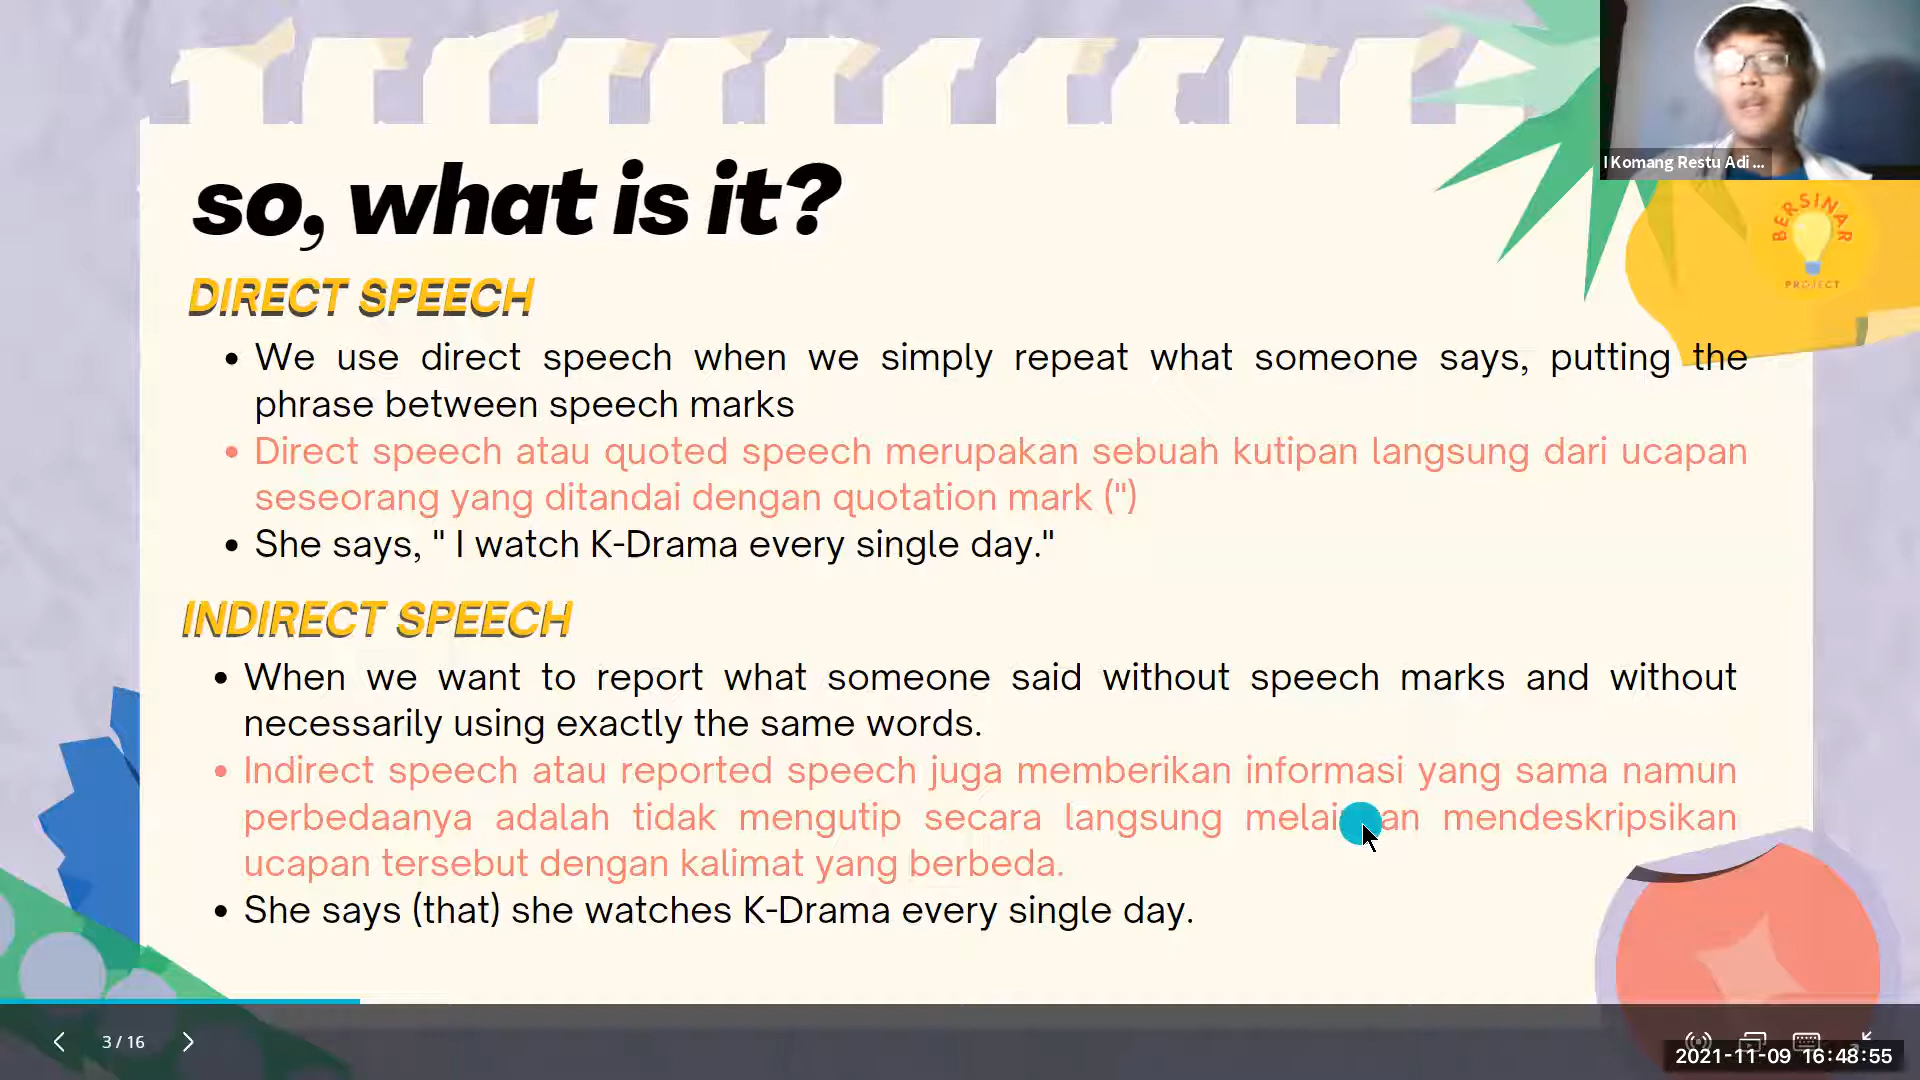 I Komang Restu Adi ...
BERSINAR
PROJECT
so, what is it?
DIRECT SPEECH
• We use direct speech when we simply repeat what someone says, putting the
phrase between speech marks
• Direct speech atau quoted speech merupakan sebuah kutipan langsung dari ucapan
seseorang yang ditandai dengan quotation mark (")
• She says, " I watch K-Drama every single day."
INDIRECT SPEECH
• When we want to report what someone said without speech marks and without
necessarily using exactly the same words.
• Indirect speech atau reported speech juga memberikan informasi yang sama namun
perbedaanya adalah tidak mengutip secara langsung mendeskripsikan
ucapan tersebut dengan kalimat yang berbeda.
• She says (that) she watches K-Drama every single day.
3 / 16
2021-11-09 16:48:55